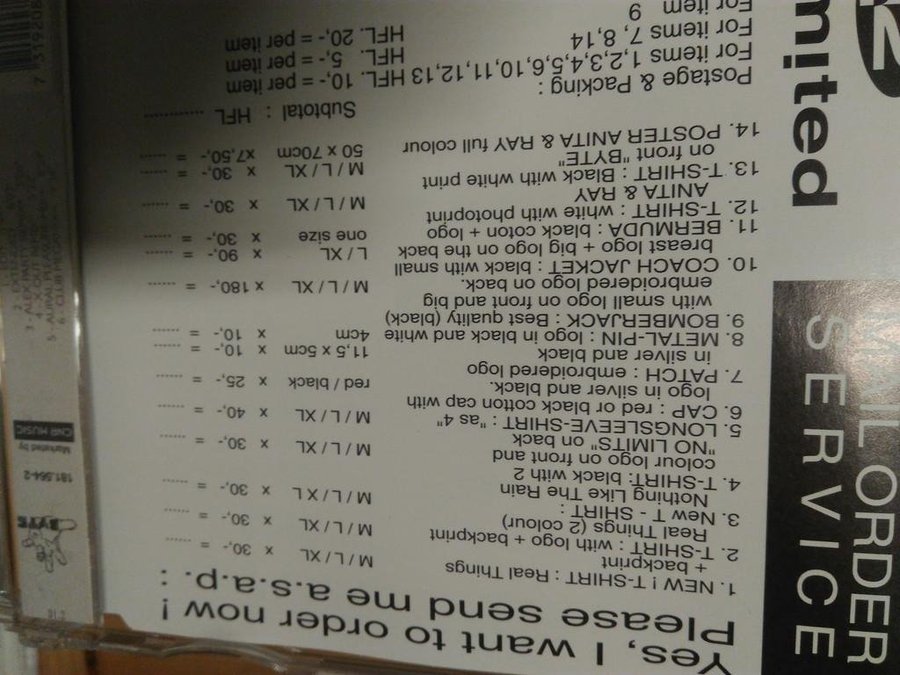 Yes, I want to order now !
Please send me a.s.a.p. :
1. NEW ! T-SHIRT : Real Things
+ backprint M / L / XL x 30,- = ......
2. T-SHIRT : with logo + backprint
Real Things (2 colour) M / L / XL x 30,- = ......
3. New T - SHIRT :
Nothing Like The Rain M / L / XL x 30,- = ......
4. T-SHIRT: black with 2
colour logo on front and
"NO LIMITS" on back M / L / XL x 30,- = ......
5. LONGSLEEVE-SHIRT : "as 4" M / L / XL x 40,- = ......
6. CAP : red or black cotton cap with
logo in silver and black. red / black x 25,- = ......
7. PATCH : embroidered logo
in silver and black 11,5 x 5cm x 10,- = ......
8. METAL-PIN : logo in black and white 4cm x 10,- = ......
9. BOMBERJACK : Best quality (black)
with small logo on front and big
embroidered logo on back. M / L / XL x 180,- = ......
10. COACH JACKET : black with small
breast logo + big logo on the back L / XL x 90,- = ......
11. BERMUDA : black coton + logo one size x 30,- = ......
12. T-SHIRT : white with photoprint
ANITA & RAY M / L / XL x 30,- = ......
13. T-SHIRT : Black with white print
on front "BYTE" M / L / XL x 30,- = ......
14. POSTER ANITA & RAY full colour 50 x 70cm x7,50,- = ......
Subtotal : HFL ............
Postage & Packing :
For items 1,2,3,4,5,6,10,11,12,13 HFL. 10,- = per item
For items 7, 8,14 HFL. 5,- = per item
For item 9 HFL. 20,- = per item
MAILORDER
SERVICE
2
BYTE
181.564-2
Marketed by
CNR MUSIC